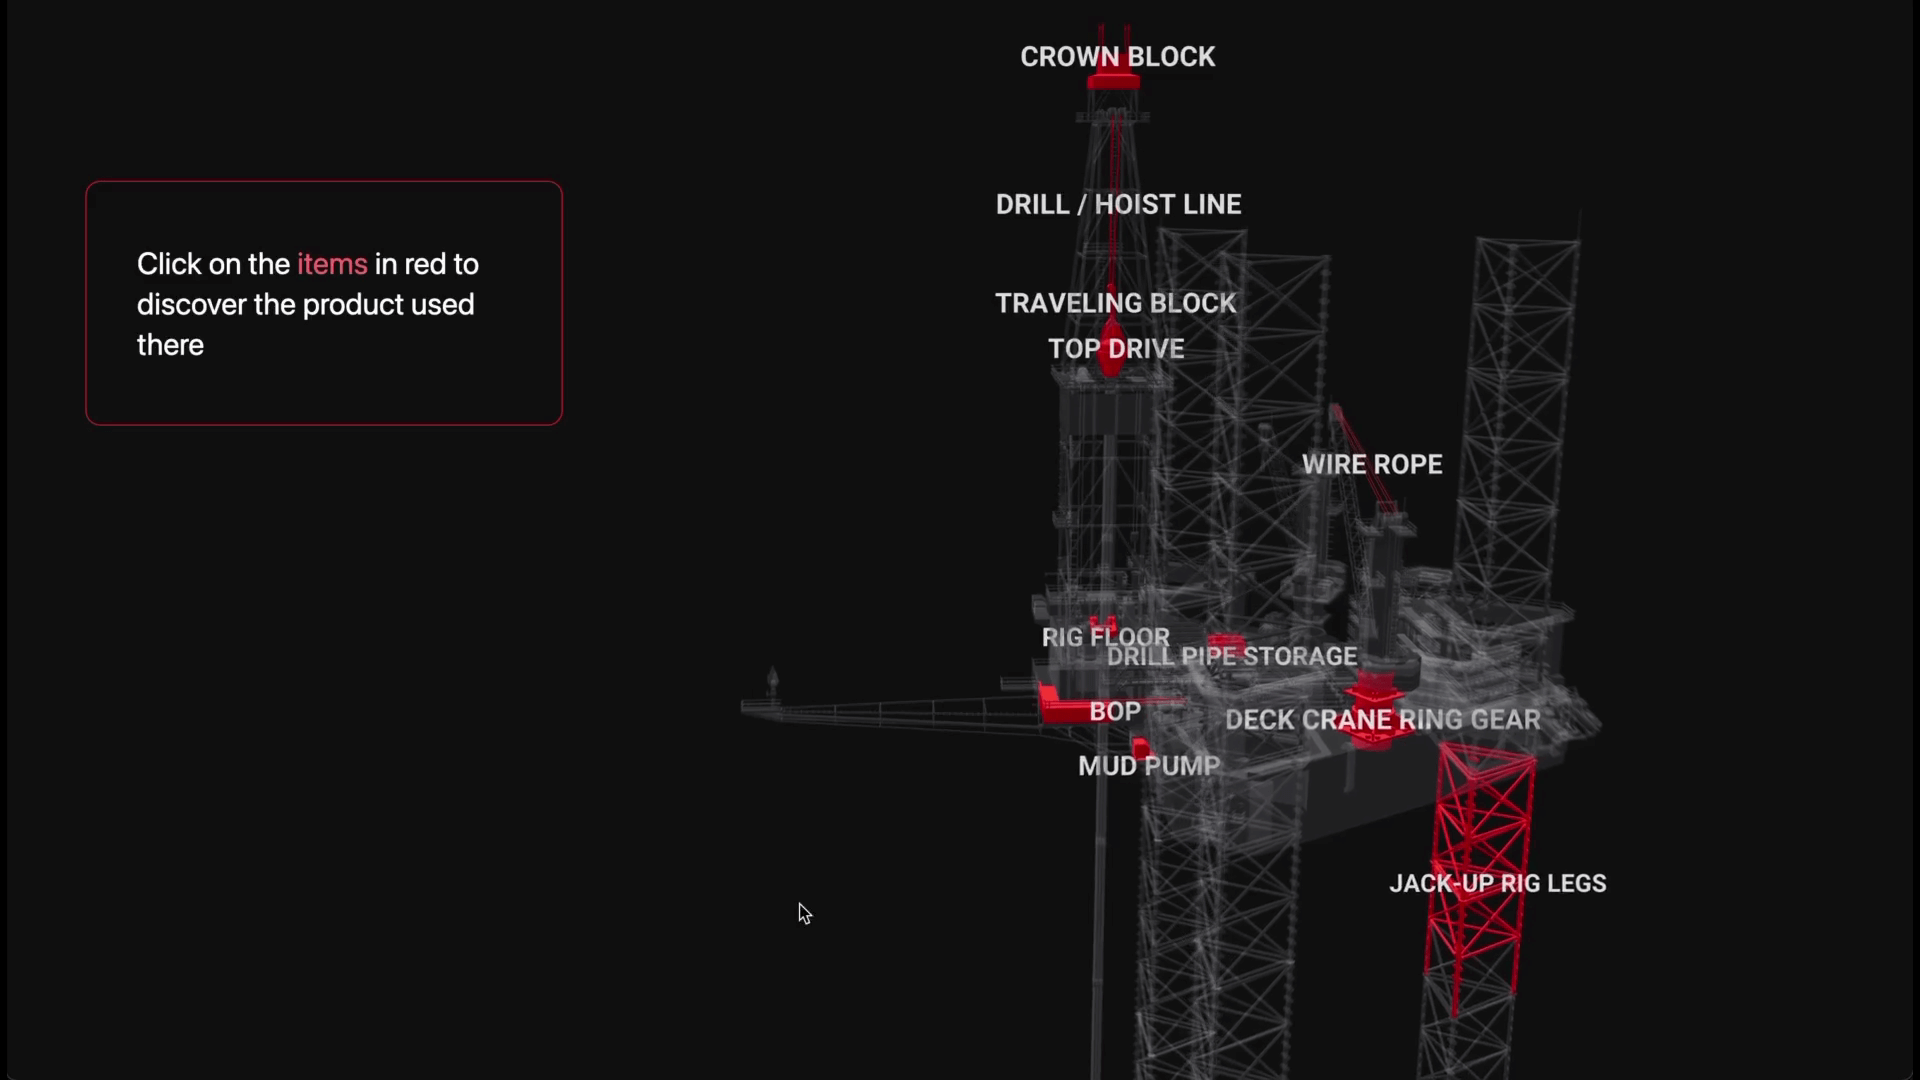 CROWN BLOCK
DRILL / HOIST LINE
Click on the items in red to
discover the product used
there
TRAVELING BLOCK
TOP DRIVE
WIRE ROPE
RIG FLOOR
DRILL PIPE STORAGE
BOP
DECK CRANE RING GEAR
MUD PUMP
JACK-UP RIG LEGS